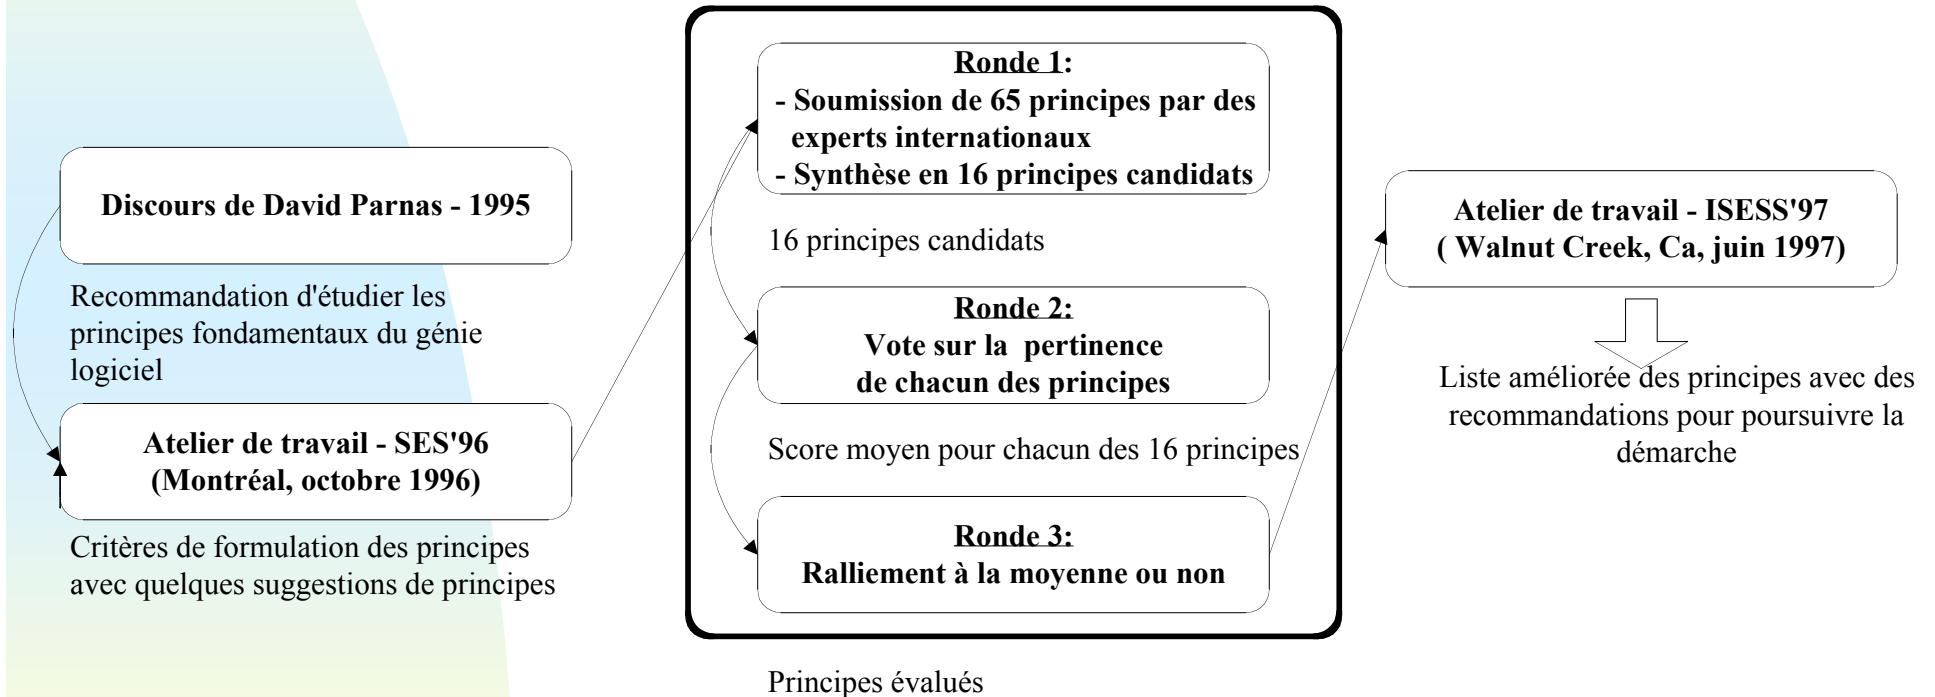 Discours de David Parnas - 1995
Recommandation d'étudier les
principes fondamentaux du génie
logiciel
Atelier de travail - SES'96
(Montréal, octobre 1996)
Critères de formulation des principes
avec quelques suggestions de principes
Ronde 1:
- Soumission de 65 principes par des
experts internationaux
- Synthèse en 16 principes candidats
16 principes candidats
Ronde 2:
Vote sur la pertinence
de chacun des principes
Score moyen pour chacun des 16 principes
Ronde 3:
Ralliement à la moyenne ou non
Principes évalués
Atelier de travail - ISESS'97
( Walnut Creek, Ca, juin 1997)
Liste améliorée des principes avec des
recommandations pour poursuivre la
démarche